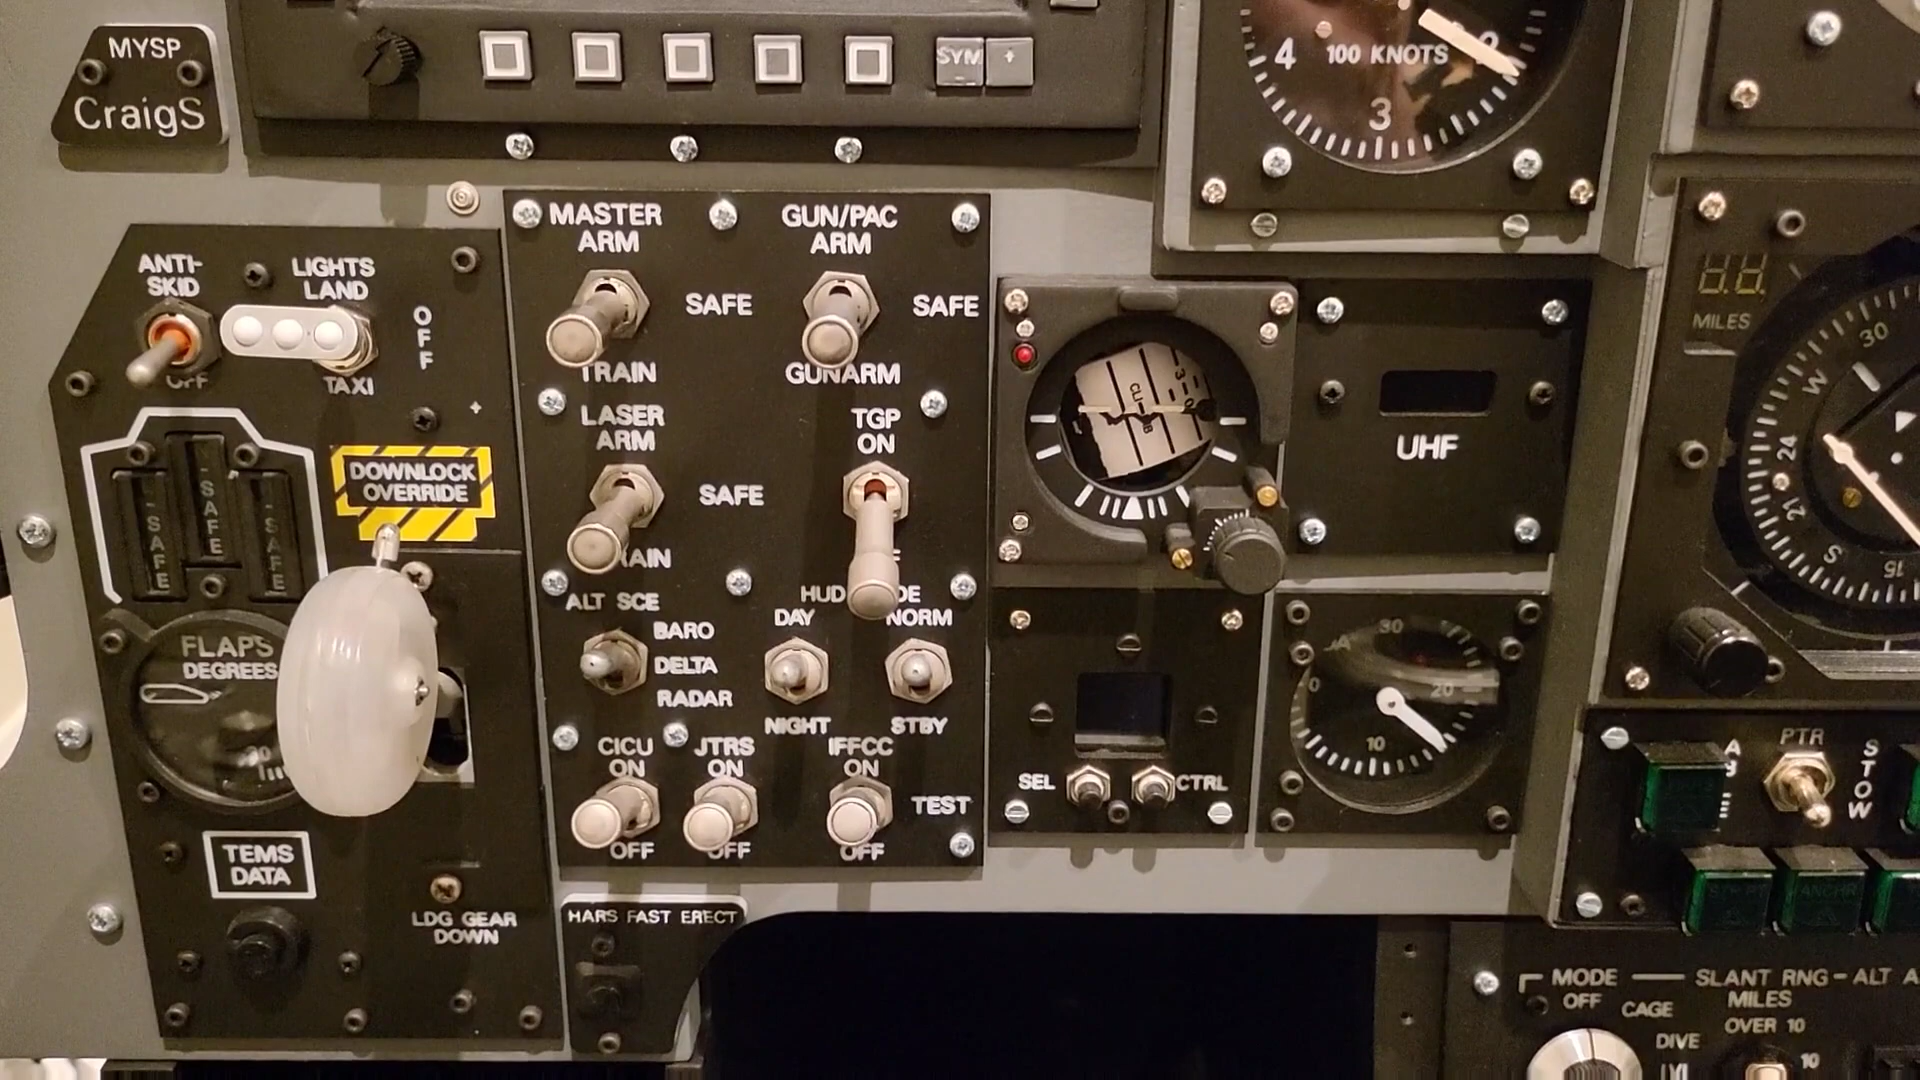 MYSP
CraigS
SYM
4
100 KNOTS
2
3
ANTI-
SKID
OFF
LIGHTS
LAND
TAXI
OFF
MASTER
ARM
SAFE
TRAIN
GUN/PAC
ARM
SAFE
GUNARM
LASER
ARM
SAFE
TGP
ON
DOWNLOCK
OVERRIDE
SAFE
SAFE
SAFE
FLAPS
DEGREES
ALT SCE
BARO
DELTA
RADAR
DAY
NIGHT
NORM
STBY
CICU
ON
OFF
JTRS
ON
OFF
IFFCC
ON
OFF
TEST
TEMS
DATA
LDG GEAR
DOWN
HARS FAST ERECT
UHF
SEL
CTRL
30
0
20
10
MILES
30
W
24
21
S
15
PTR
STOW
MODE
OFF
CAGE
DIVE
SLANT RNG - ALT
MILES
OVER 10
10